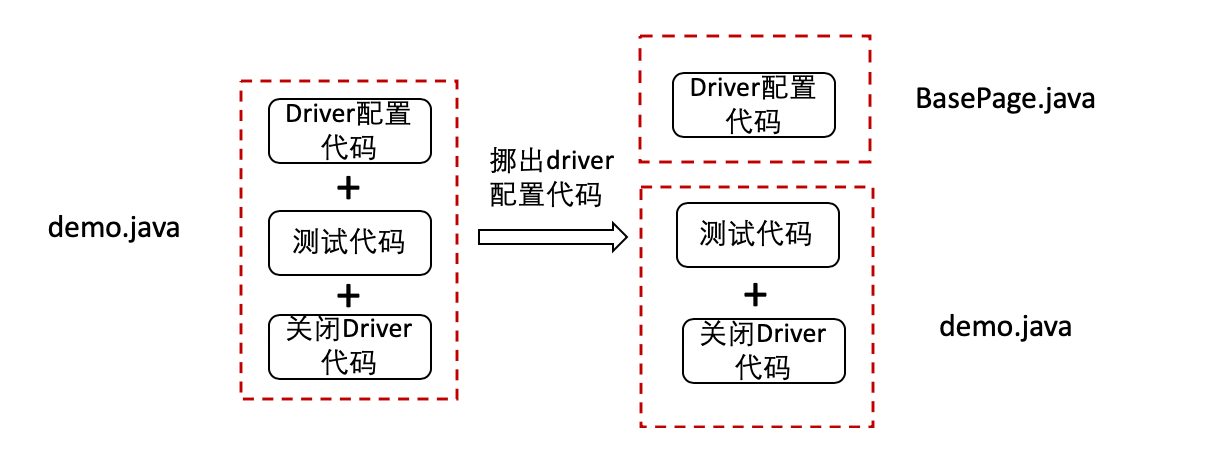 demo.java
Driver配置
代码
+
测试代码
+
关闭Driver
代码
挪出driver
配置代码
Driver配置
代码
BasePage.java
测试代码
+
关闭Driver
代码
demo.java